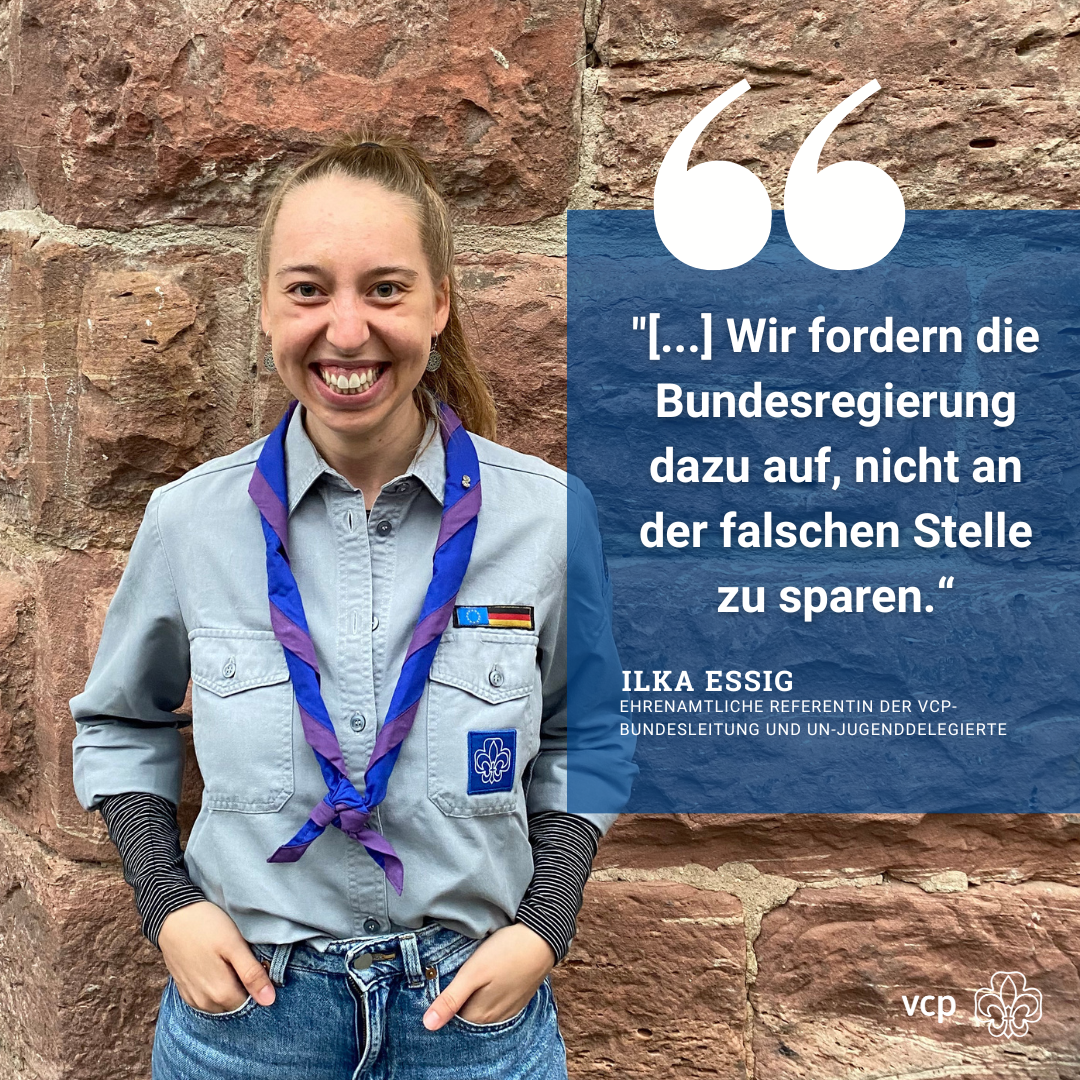 "[...] Wir fordern die
Bundesregierung
dazu auf, nicht an
der falschen Stelle
zu sparen.“
ILKA ESSIG
EHRENAMTLICHE REFERENTIN DER VCP-
BUNDESLEITUNG UND UN-JUGENDDELEGIERTE
vcp